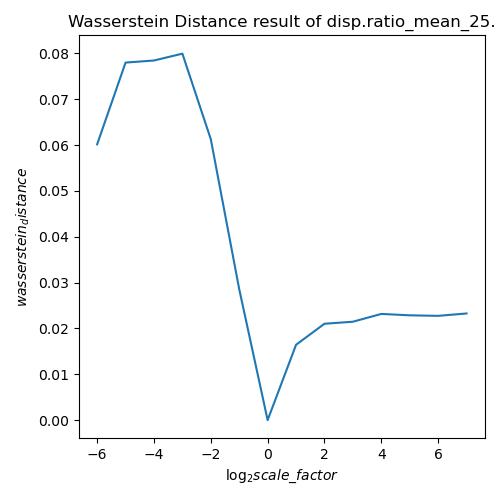 Wasserstein Distance result of disp.ratio_mean_25.
0.08
0.07
0.06
0.05
0.04
0.03
0.02
0.01
0.00
wasserstein_distance
−6 −4 −2 0 2 4 6
log₂scale_factor